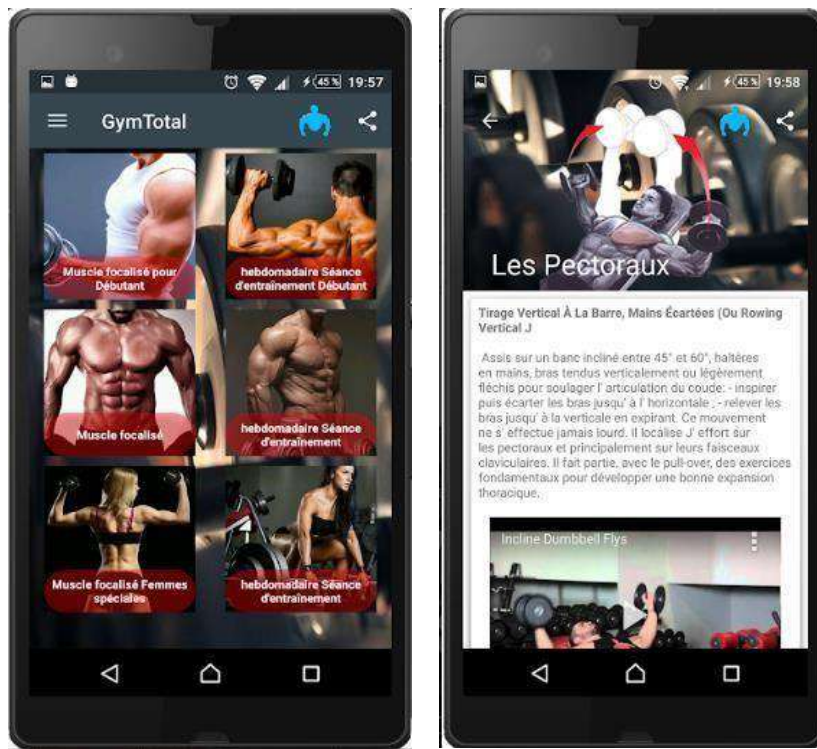 45%
19:57
GymTotal
Muscle focalisé pour
Débutant
hebdomadaire Séance
d'entraînement Débutant
Muscle focalisé
hebdomadaire Séance
d'entraînement
Muscle focalisé Femmes
spéciales
hebdomadaire Séance
d'entraînement
45%
19:58
Les Pectoraux
Tirage Vertical À La Barre, Mains Écartées (Ou Rowing
Vertical J
Assis sur un banc incliné entre 45° et 60°, haltères
en mains, bras tendus verticalement ou légèrement
fléchis pour soulager l' articulation du coude: - inspirer
puis écarter les bras jusqu' à l' horizontale ; - relever les
bras jusqu' à la verticale en expirant. Ce mouvement
ne s' effectue jamais lourd. Il localise J' effort sur
les pectoraux et principalement sur leurs faisceaux
claviculaires. Il fait partie, avec le pull-over, des exercices
fondamentaux pour développer une bonne expansion
thoracique.
Incline Dumbbell Flys